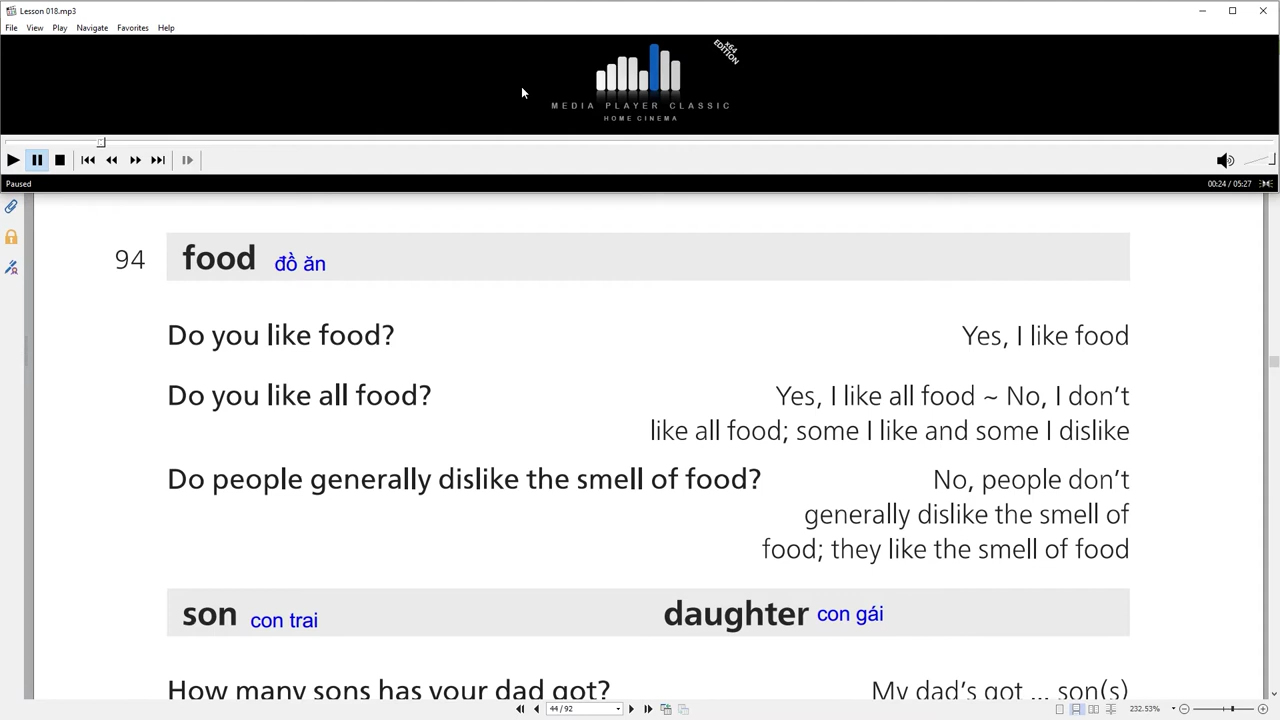 Lesson 018.mp3
File View Play Navigate Favorites Help
x64 EDITION
MEDIA PLAYER CLASSIC
HOME CINEMA
Paused 00:24 / 05:27
94 food đồ ăn
Do you like food? Yes, I like food
Do you like all food? Yes, I like all food ~ No, I don't
like all food; some I like and some I dislike
Do people generally dislike the smell of food? No, people don't
generally dislike the smell of
food; they like the smell of food
son con trai daughter con gái
How many sons has your dad got? My dad's got ... son(s)
44 / 92 232.53%